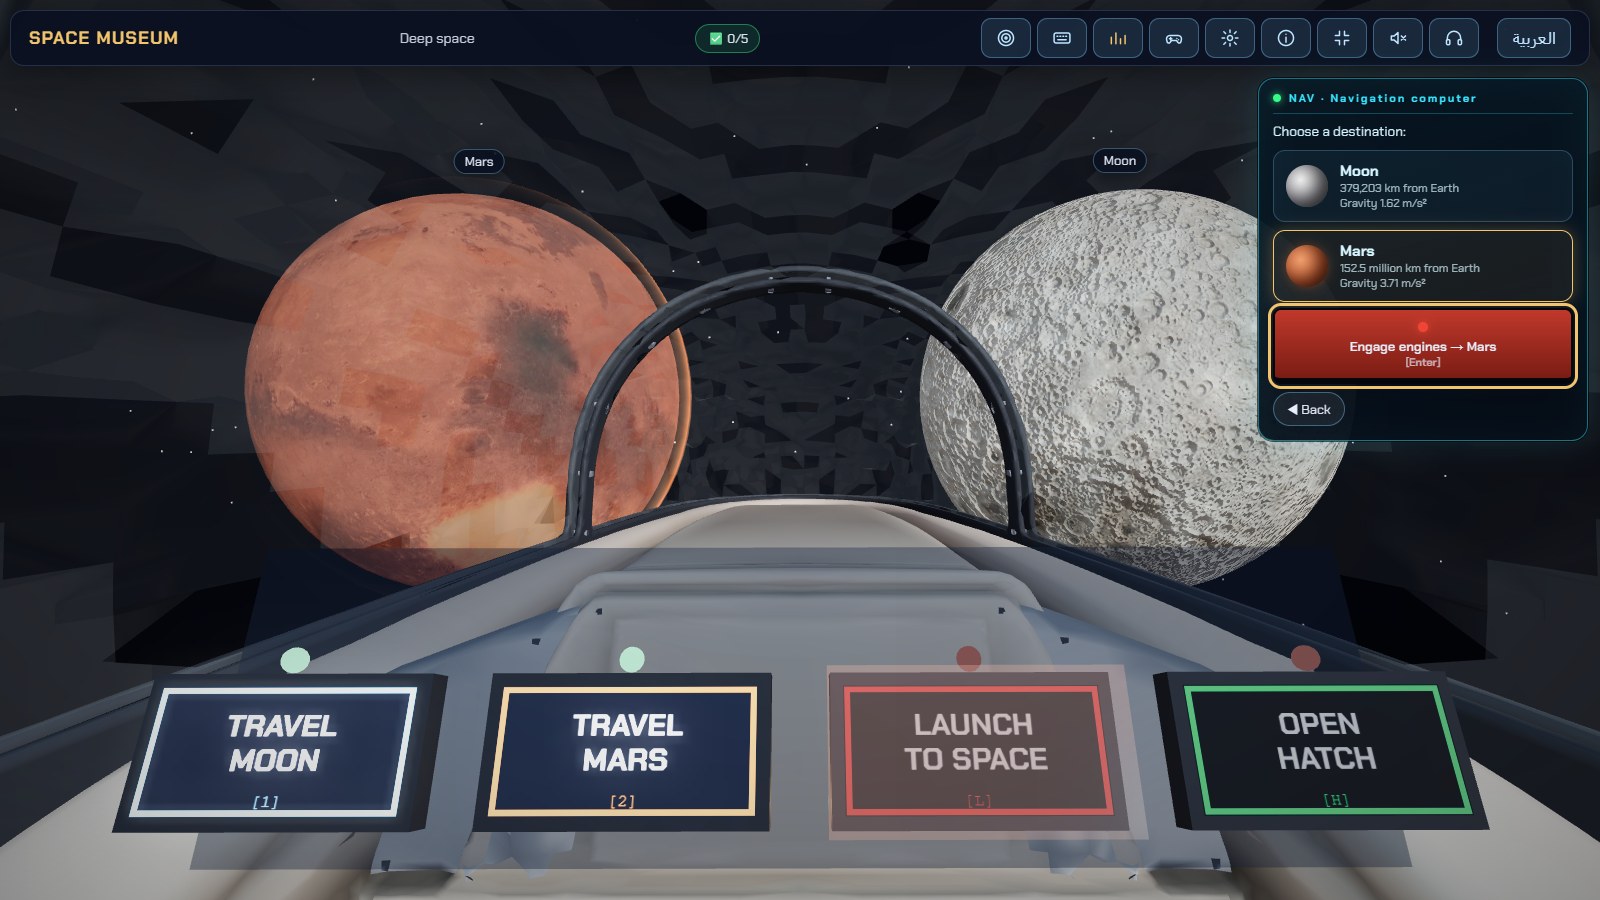 SPACE MUSEUM
Deep space
✅ 0/5
العربية
NAV · Navigation computer
Choose a destination:
Moon
379,203 km from Earth
Gravity 1.62 m/s²
Mars
152.5 million km from Earth
Gravity 3.71 m/s²
Engage engines → Mars
[Enter]
◀ Back
Mars
Moon
TRAVEL
MOON
[1]
TRAVEL
MARS
[2]
LAUNCH
TO SPACE
[L]
OPEN
HATCH
[H]